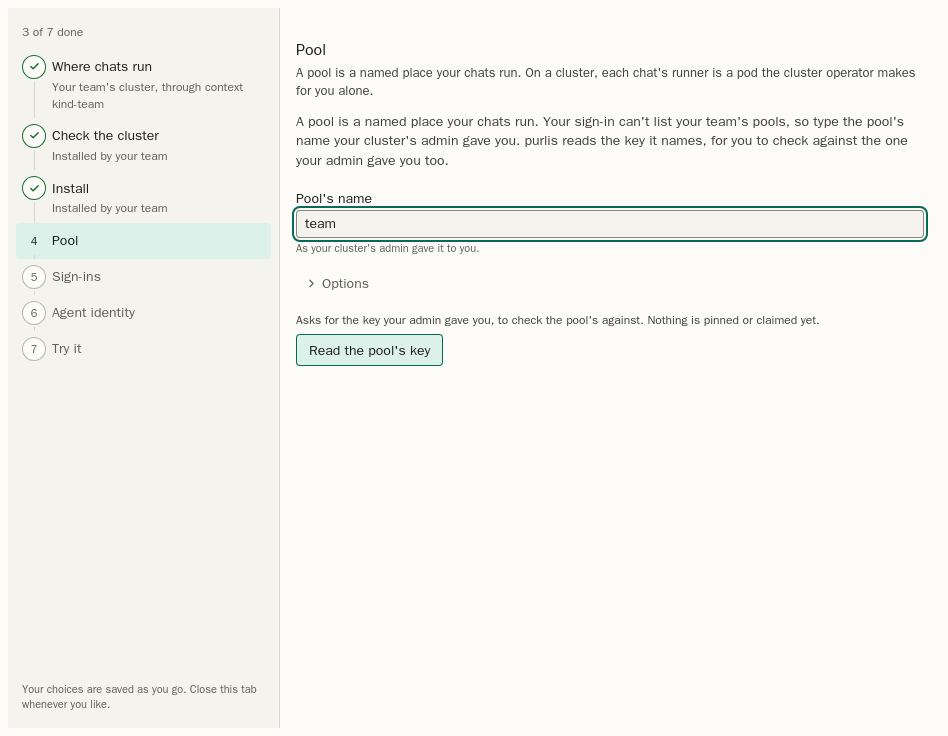 3 of 7 done
Where chats run
Your team's cluster, through context
kind-team
Check the cluster
Installed by your team
Install
Installed by your team
4 Pool
5 Sign-ins
6 Agent identity
7 Try it
Your choices are saved as you go. Close this tab
whenever you like.
Pool
A pool is a named place your chats run. On a cluster, each chat's runner is a pod the cluster operator makes
for you alone.
A pool is a named place your chats run. Your sign-in can't list your team's pools, so type the pool's
name your cluster's admin gave you. purlis reads the key it names, for you to check against the one
your admin gave you too.
Pool's name
team
As your cluster's admin gave it to you.
Options
Asks for the key your admin gave you, to check the pool's against. Nothing is pinned or claimed yet.
Read the pool's key